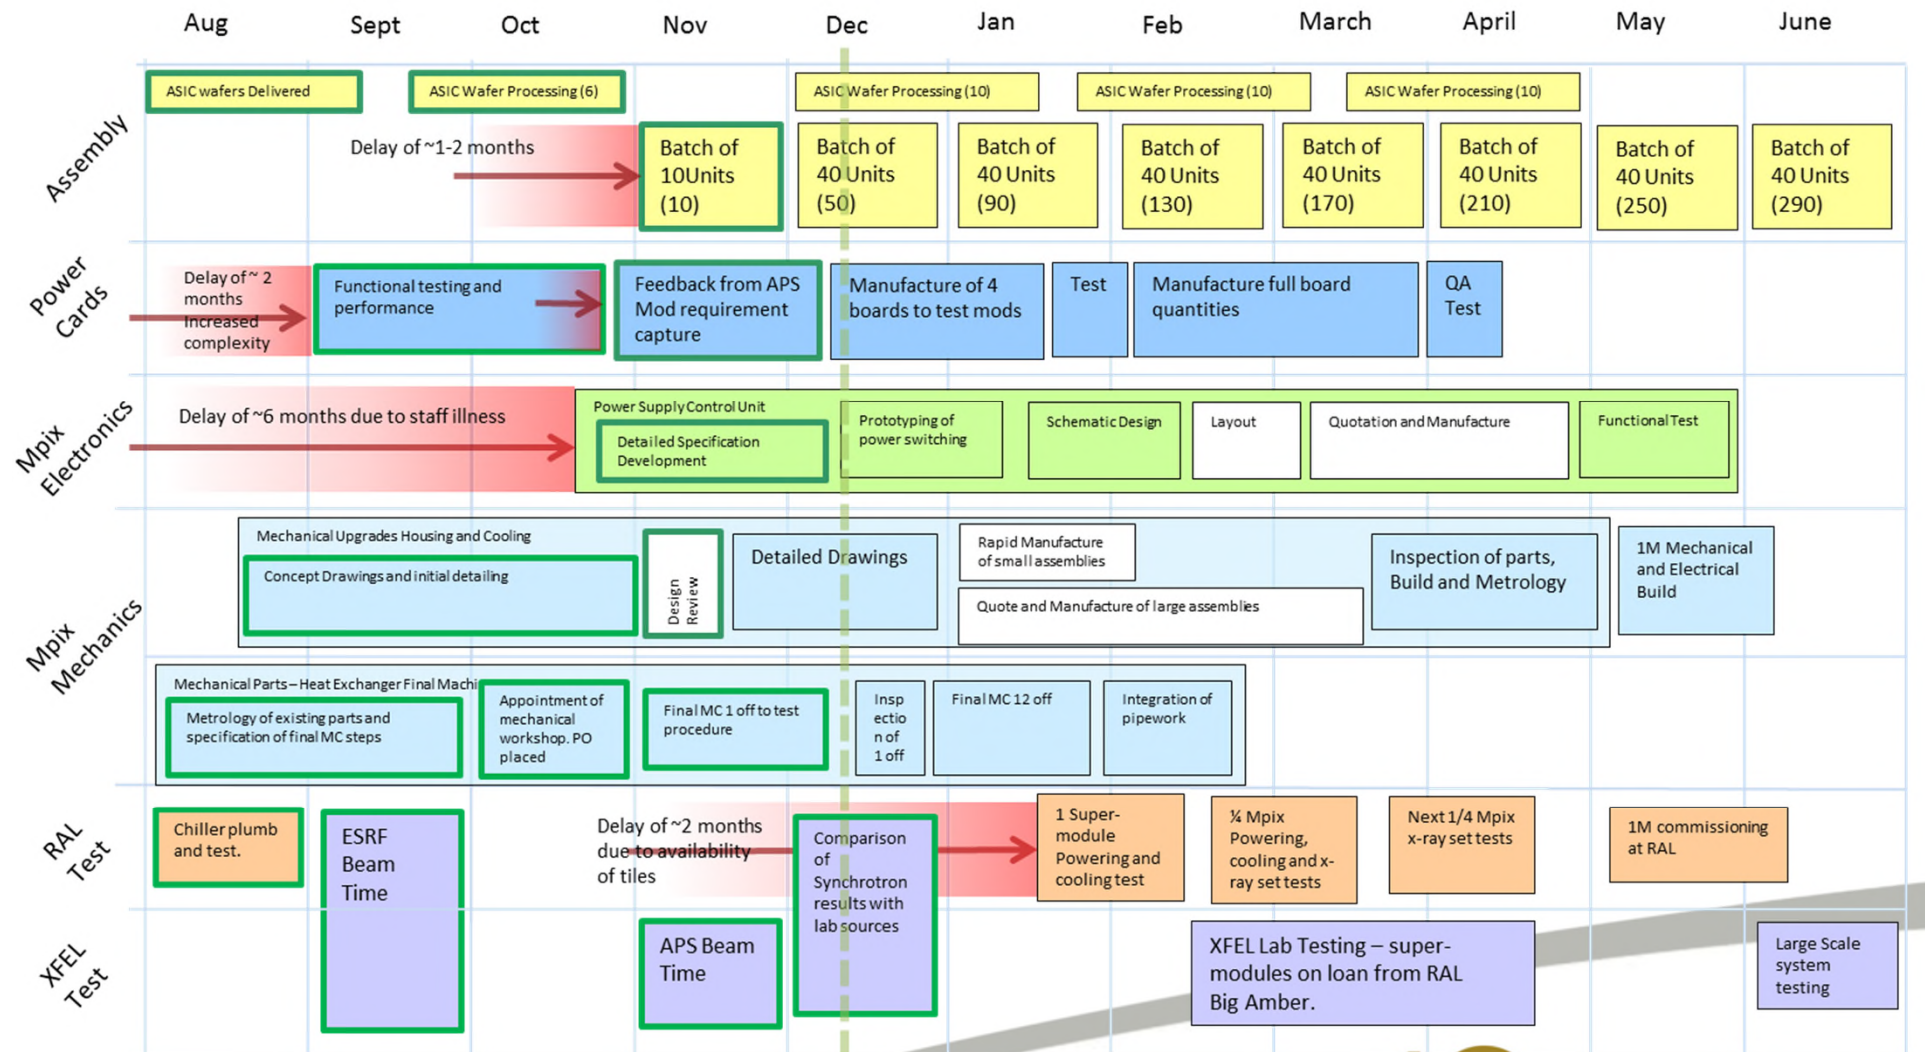 Aug
Sept
Oct
Nov
Dec
Jan
Feb
March
April
May
June
Assembly
ASIC wafers Delivered
ASIC Wafer Processing (6)
ASIC Wafer Processing (10)
ASIC Wafer Processing (10)
ASIC Wafer Processing (10)
Delay of ~1-2 months
Batch of
10Units
(10)
Batch of
40 Units
(50)
Batch of
40 Units
(90)
Batch of
40 Units
(130)
Batch of
40 Units
(170)
Batch of
40 Units
(210)
Batch of
40 Units
(250)
Batch of
40 Units
(290)
Power
Cards
Delay of ~ 2
months
Increased
complexity
Functional testing and
performance
Feedback from APS
Mod requirement
capture
Manufacture of 4
boards to test mods
Test
Manufacture full board
quantities
QA
Test
Mpix
Electronics
Delay of ~6 months due to staff illness
Power Supply Control Unit
Detailed Specification
Development
Prototyping of
power switching
Schematic Design
Layout
Quotation and Manufacture
Functional Test
Mpix
Mechanics
Mechanical Upgrades Housing and Cooling
Concept Drawings and initial detailing
Design
Review
Detailed Drawings
Rapid Manufacture
of small assemblies
Quote and Manufacture of large assemblies
Inspection of parts,
Build and Metrology
1M Mechanical
and Electrical
Build
Mechanical Parts – Heat Exchanger Final Machi
Metrology of existing parts and
specification of final MC steps
Appointment of
mechanical
workshop. PO
placed
Final MC 1 off to test
procedure
Insp
ectio
n of
1 off
Final MC 12 off
Integration of
pipework
RAL
Test
Chiller plumb
and test.
ESRF
Beam
Time
Delay of ~2 months
due to availability
of tiles
Comparison
of
Synchrotron
results with
lab sources
1 Super-
module
Powering and
cooling test
¼ Mpix
Powering,
cooling and x-
ray set tests
Next 1/4 Mpix
x-ray set tests
1M commissioning
at RAL
XFEL
Test
APS Beam
Time
XFEL Lab Testing – super-
modules on loan from RAL
Big Amber.
Large Scale
system
testing